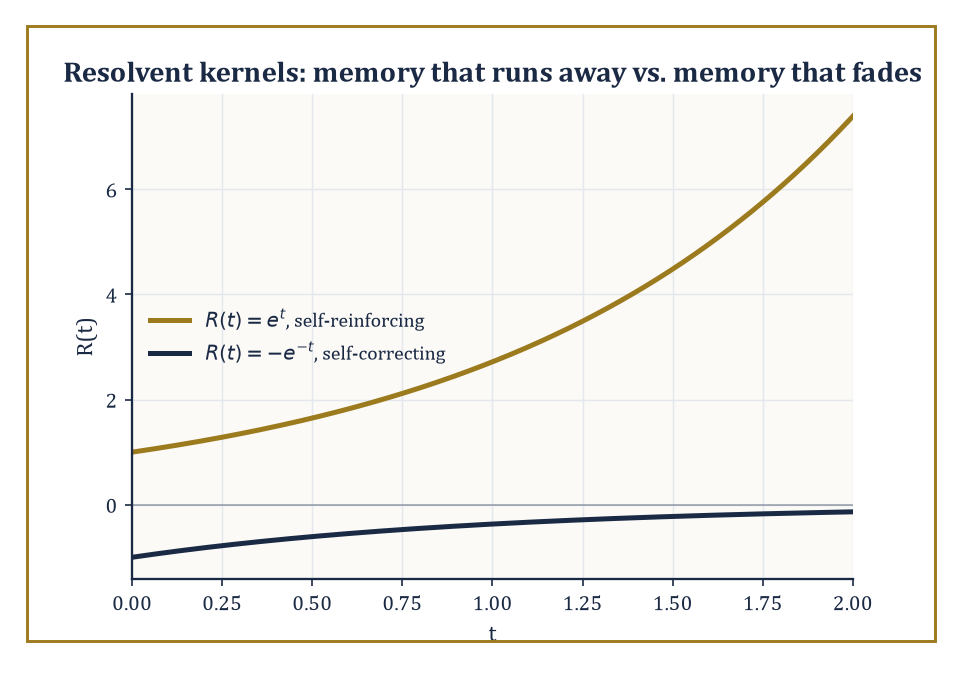 Resolvent kernels: memory that runs away vs. memory that fades
R(t)
6
4
2
0
R(t) = e^t, self-reinforcing
R(t) = −e^{−t}, self-correcting
0.00 0.25 0.50 0.75 1.00 1.25 1.50 1.75 2.00
t